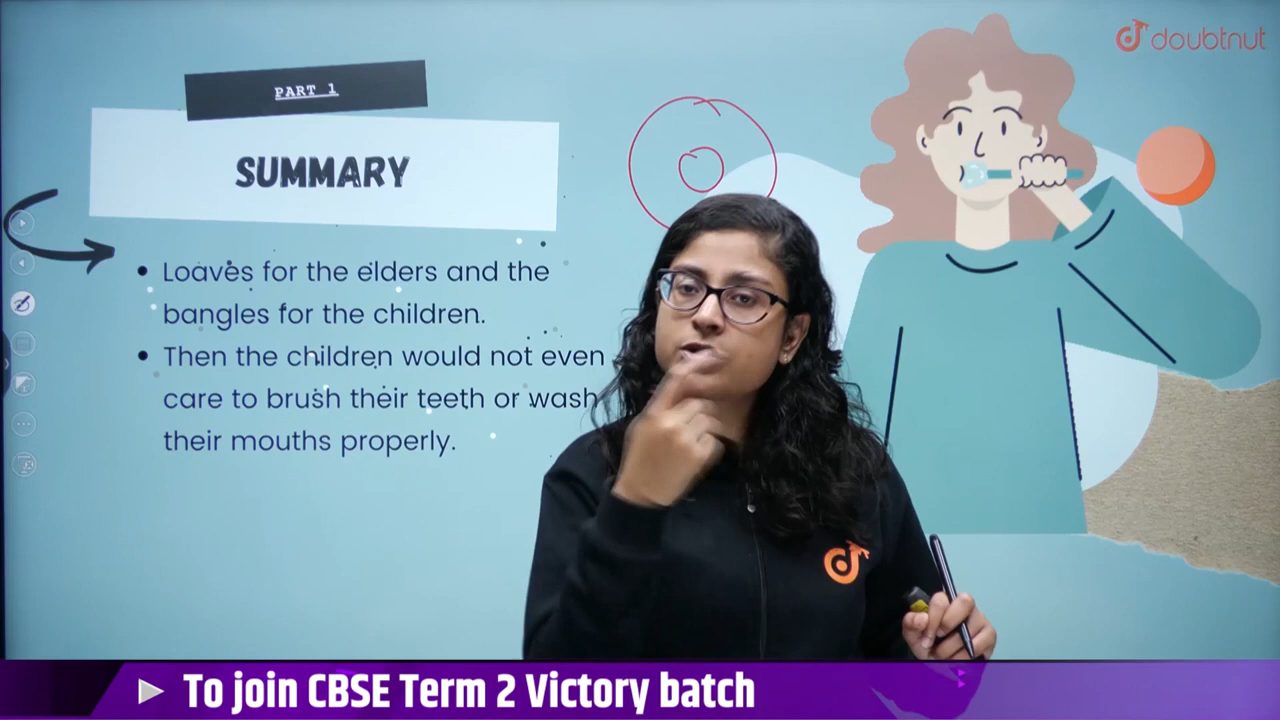 doubtnut
PART 1
SUMMARY
• Loaves for the elders and the
bangles for the children.
• Then the children would not even
care to brush their teeth or wash
their mouths properly.
To join CBSE Term 2 Victory batch